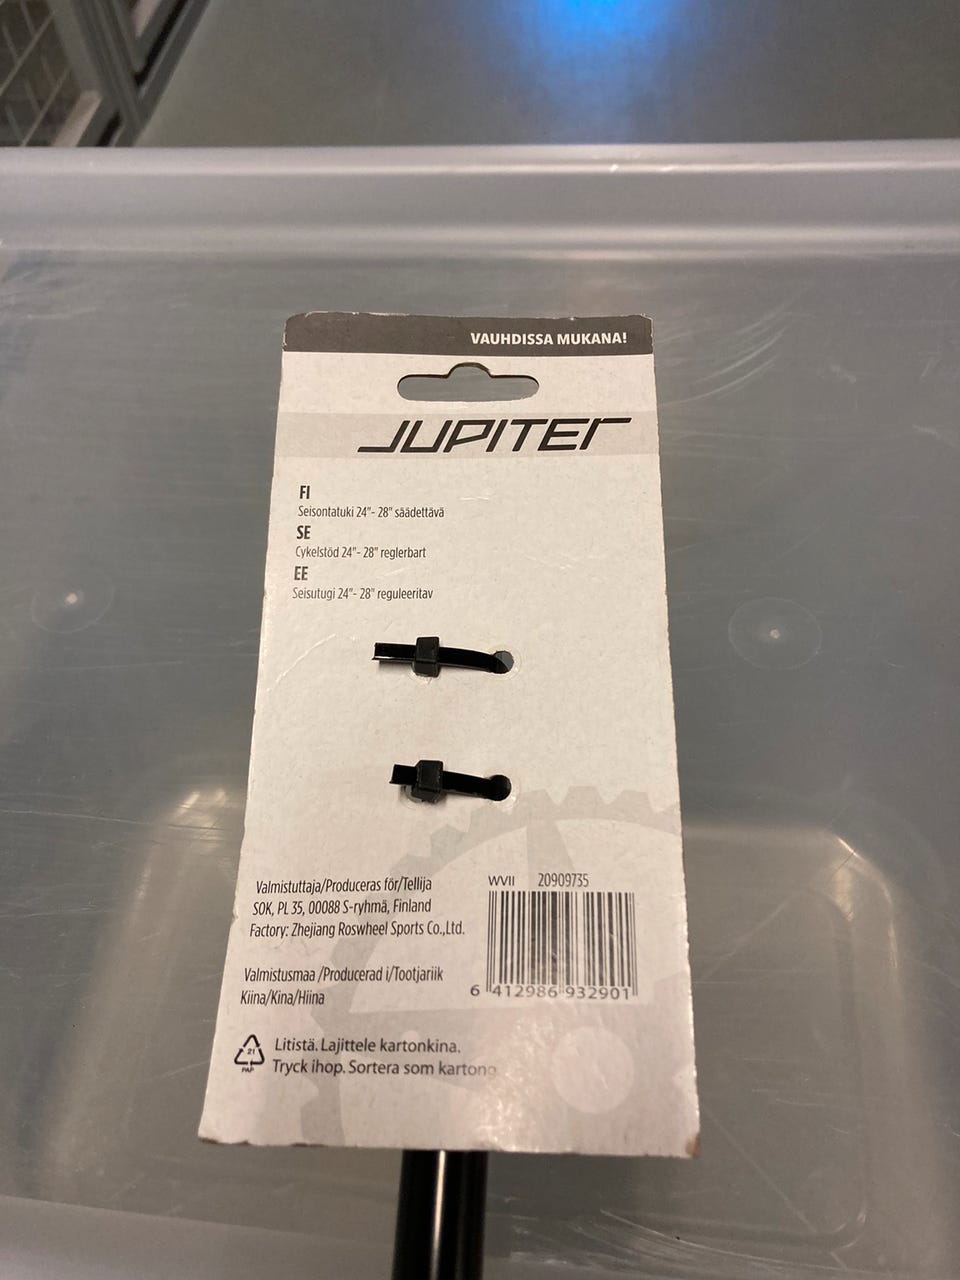 VAUHDISSA MUKANA!
JUPITER
FI
Seisontatuki 24"- 28" säädettävä
SE
Cykelstöd 24"- 28" reglerbart
EE
Seisutugi 24"- 28" reguleeritav
Valmistuttaja/Produceras för/Tellija
SOK, PL 35, 00088 S-ryhmä, Finland
Factory: Zhejiang Roswheel Sports Co.,Ltd.
Valmistusmaa /Producerad i/Tootjariik
Kiina/Kina/Hiina
WVII 20909735
6 412986 932901
21
PAP
Litistä. Lajittele kartonkina.
Tryck ihop. Sortera som kartong